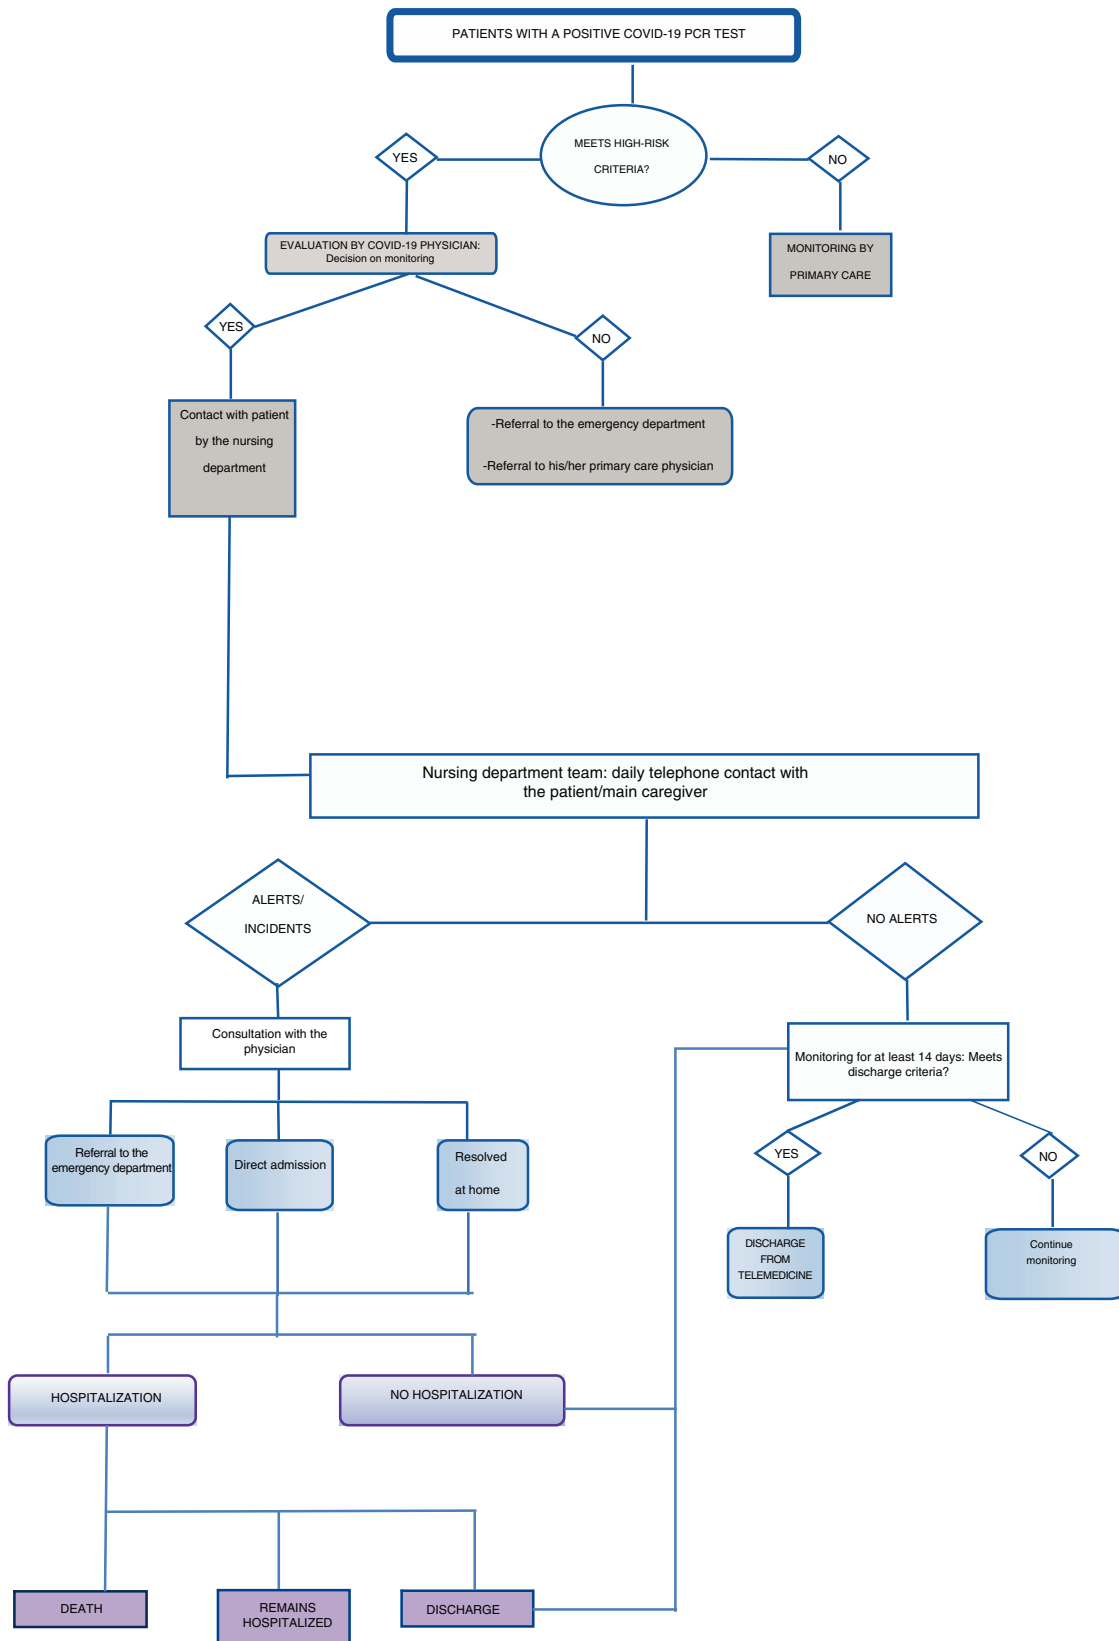 PATIENTS WITH A POSITIVE COVID-19 PCR TEST
MEETS HIGH-RISK
CRITERIA?
YES
NO
EVALUATION BY COVID-19 PHYSICIAN:
Decision on monitoring
MONITORING BY
PRIMARY CARE
YES
NO
Contact with patient
by the nursing
department
-Referral to the emergency department
-Referral to his/her primary care physician
Nursing department team: daily telephone contact with
the patient/main caregiver
ALERTS/
INCIDENTS
NO ALERTS
Consultation with the
physician
Monitoring for at least 14 days: Meets
discharge criteria?
Referral to the
emergency department
Direct admission
Resolved
at home
YES
NO
DISCHARGE
FROM
TELEMEDICINE
Continue
monitoring
HOSPITALIZATION
NO HOSPITALIZATION
DEATH
REMAINS
HOSPITALIZED
DISCHARGE